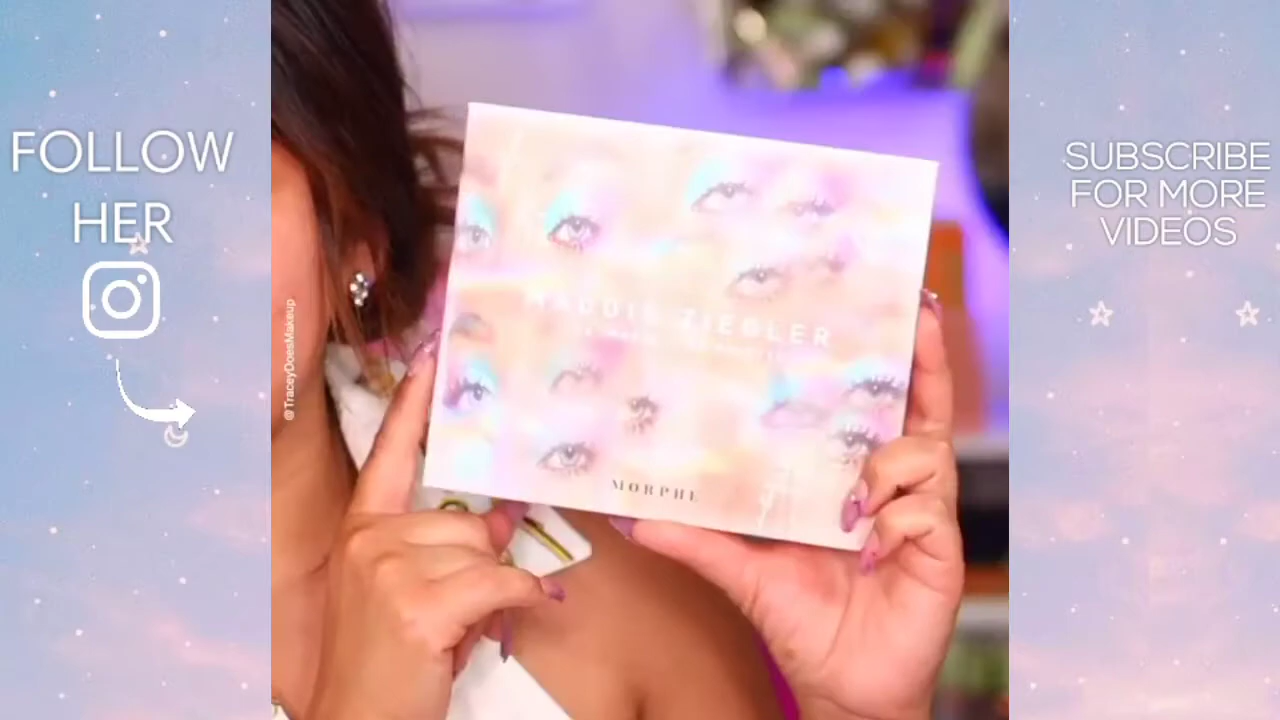 FOLLOW
HER
@TraceyDoesMakeup
MADDIE ZIEGLER
MORPHE
SUBSCRIBE
FOR MORE
VIDEOS